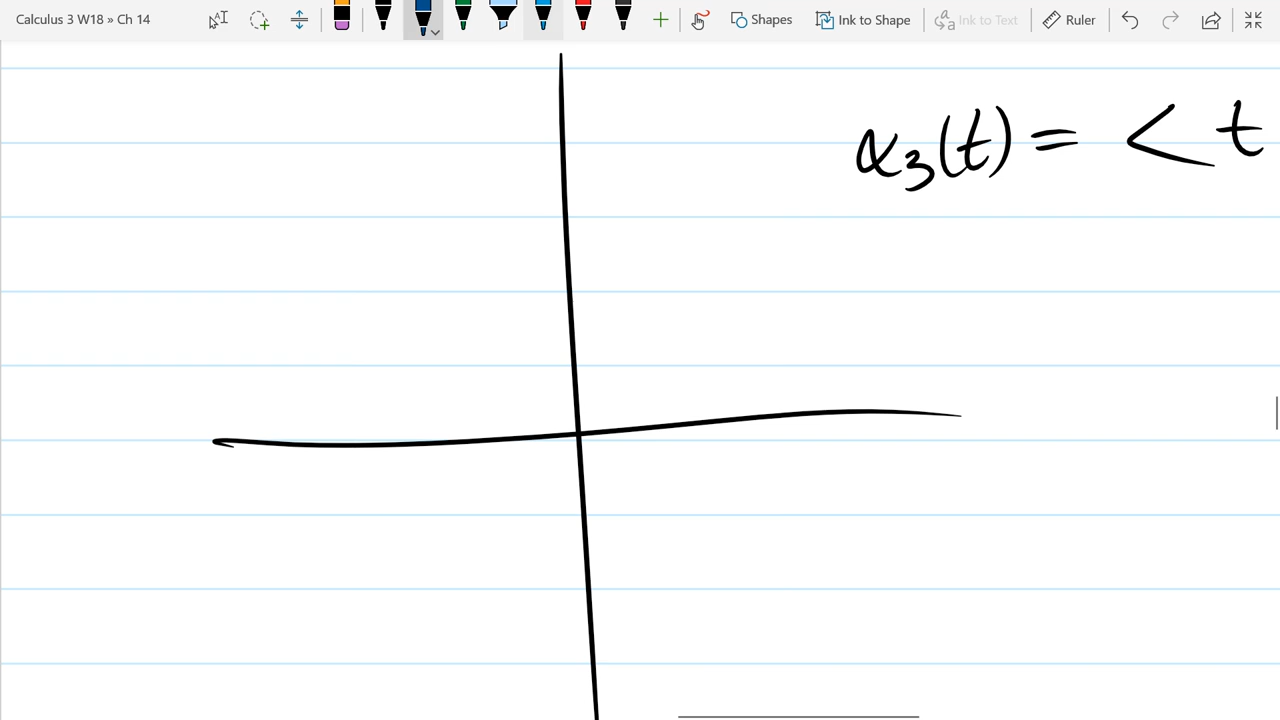 Calculus 3 W18 » Ch 14
Shapes
Ink to Shape
Ink to Text
Ruler
α₃(t) = < t